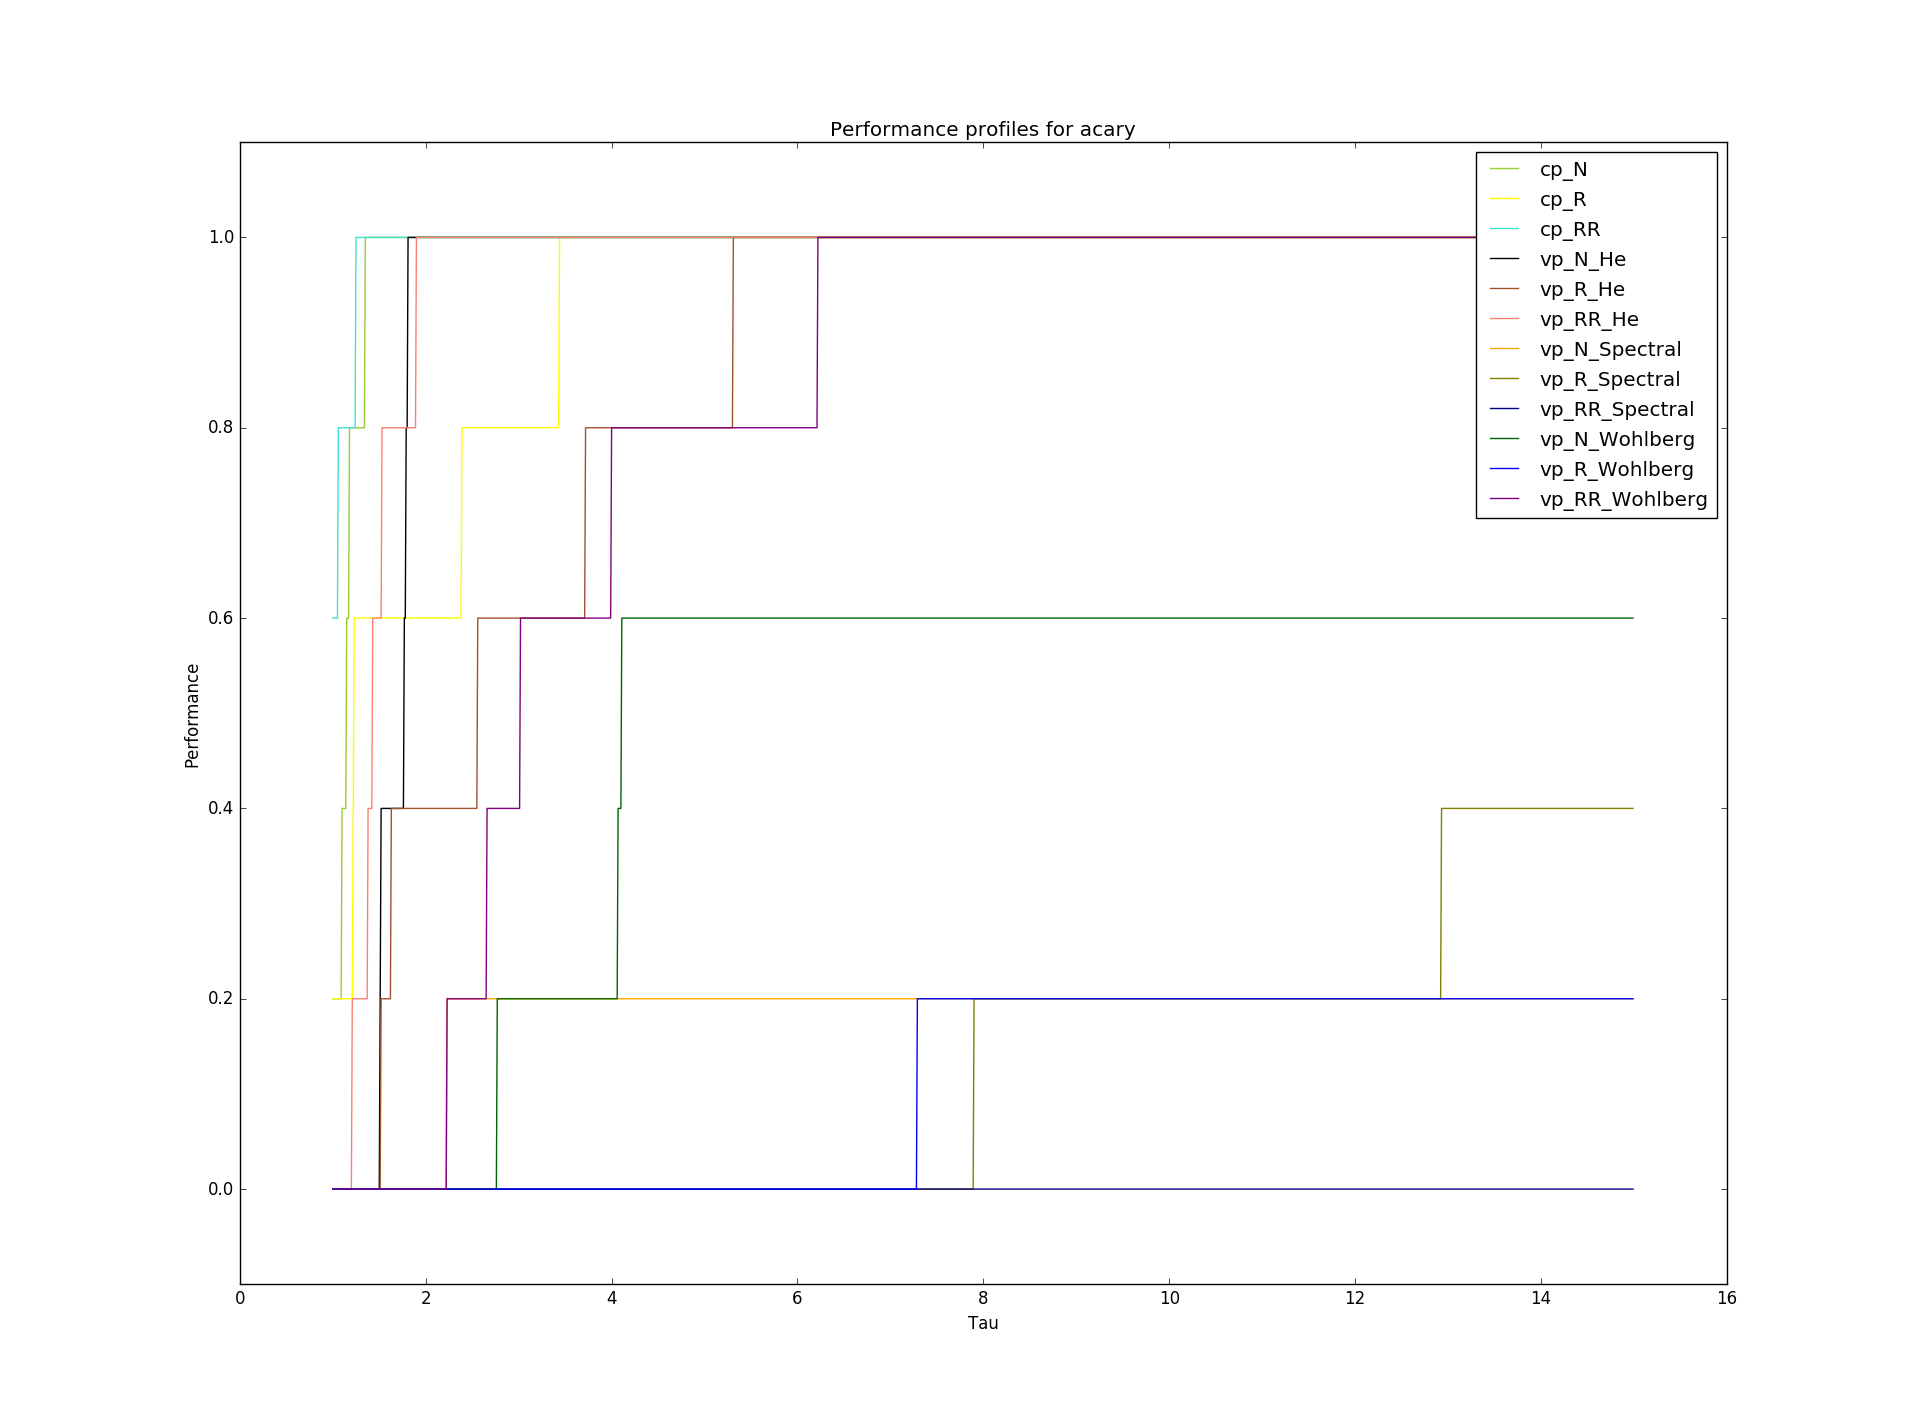 Performance profiles for acary
cp_N
cp_R
cp_RR
vp_N_He
vp_R_He
vp_RR_He
vp_N_Spectral
vp_R_Spectral
vp_RR_Spectral
vp_N_Wohlberg
vp_R_Wohlberg
vp_RR_Wohlberg
1.0
0.8
0.6
0.4
0.2
0.0
Performance
0 2 4 6 8 10 12 14 16
Tau